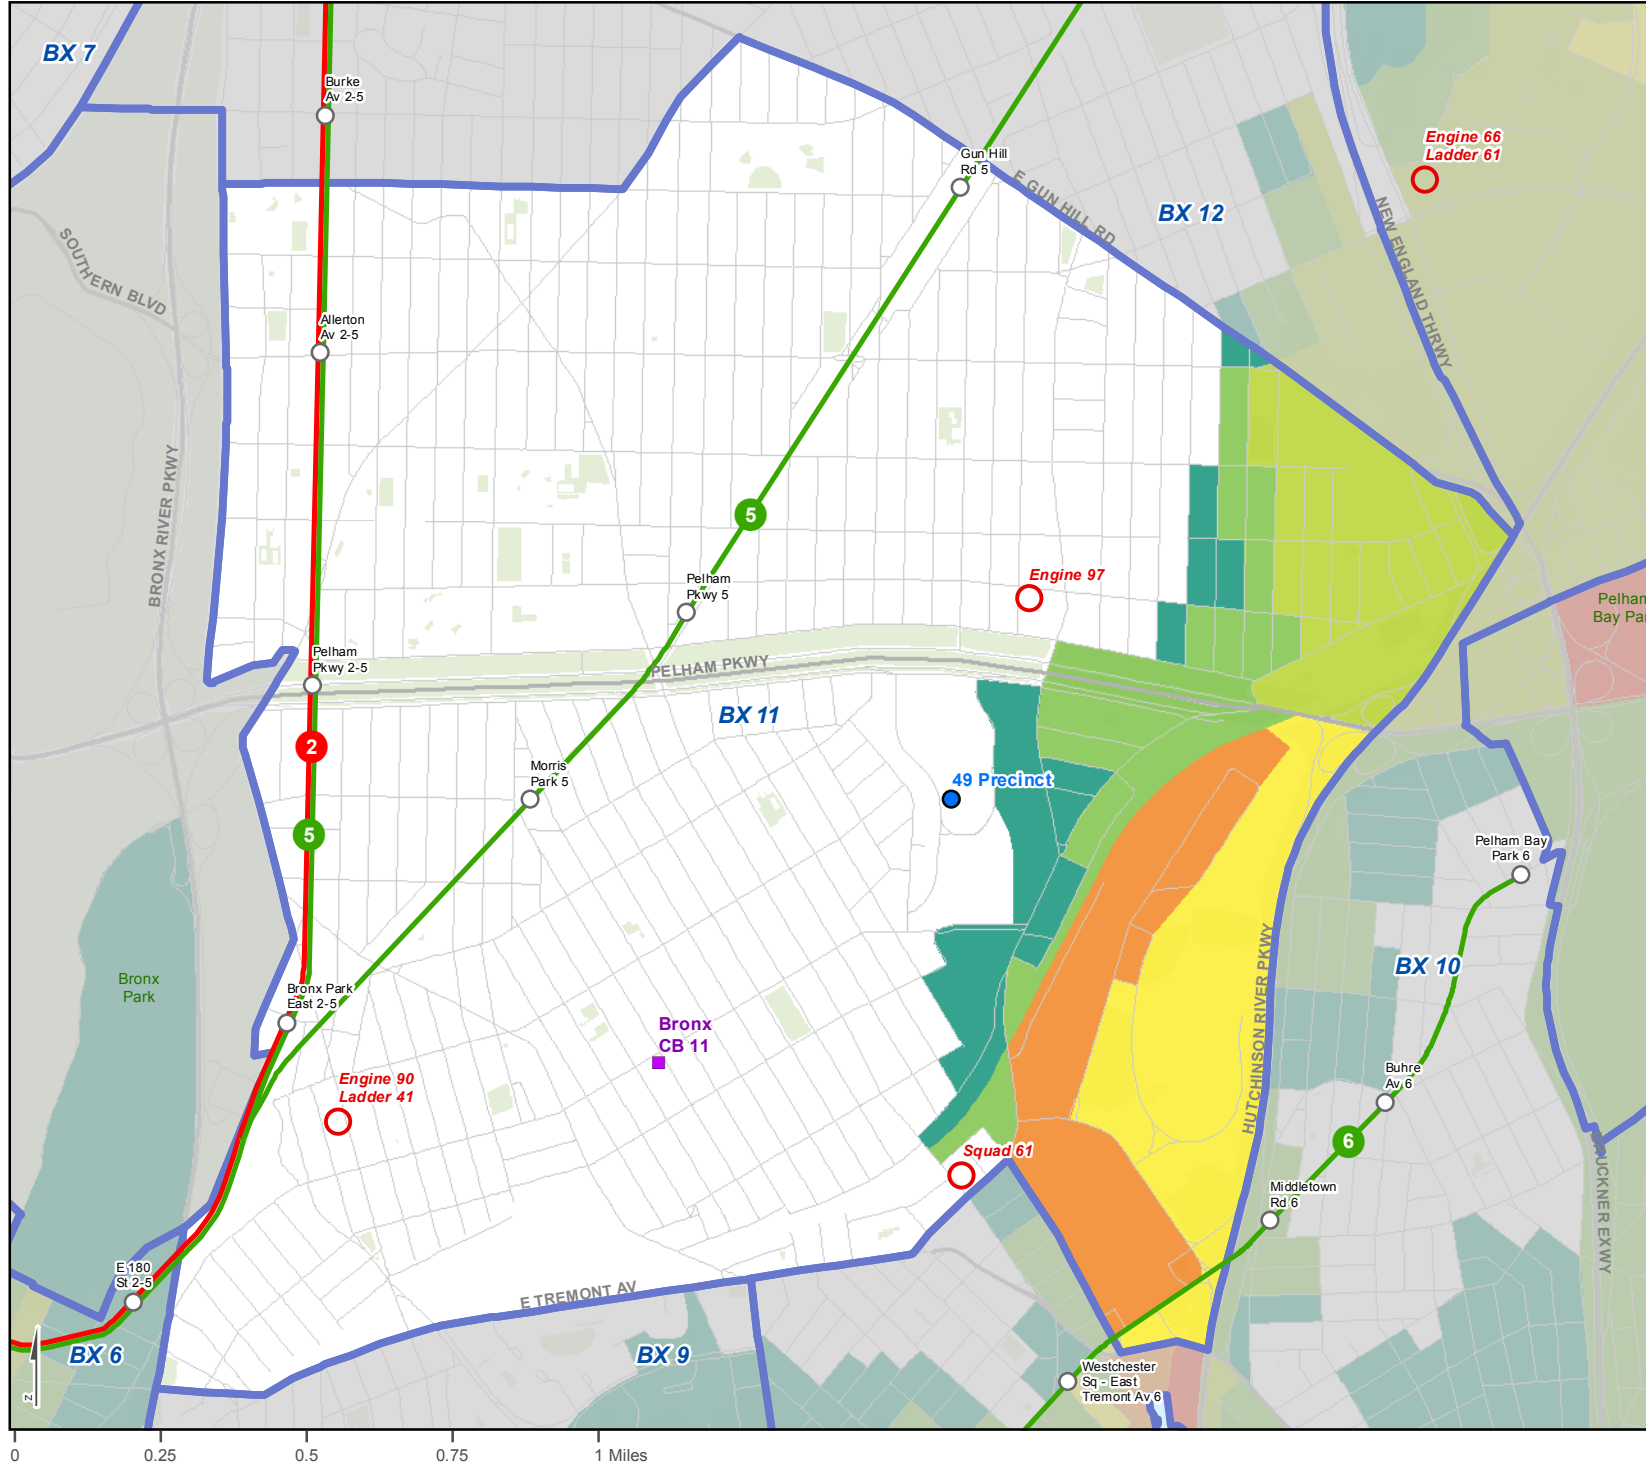 BX 7
Burke
Av 2-5
Engine 66
Ladder 61
Gun Hill
Rd 5
E GUN HILL RD
BX 12
NEW ENGLAND THRWY
SOUTHERN BLVD
Allerton
Av 2-5
BRONX RIVER PKWY
5
Engine 97
Pelham
Pkwy 5
Pelham
Bay Par
Pelham
Pkwy 2-5
PELHAM PKWY
BX 11
2
Morris
Park 5
49 Precinct
5
Pelham Bay
Park 6
HUTCHINSON RIVER PKWY
BX 10
Bronx
Park
Bronx Park
East 2-5
Bronx
CB 11
Engine 90
Ladder 41
Buhre
Av 6
6
Squad 61
BRUCKNER EXWY
Middletown
Rd 6
E 180
St 2-5
E TREMONT AV
BX 6
BX 9
Westchester
Sq - East
Tremont Av 6
N
0 0.25 0.5 0.75 1 Miles